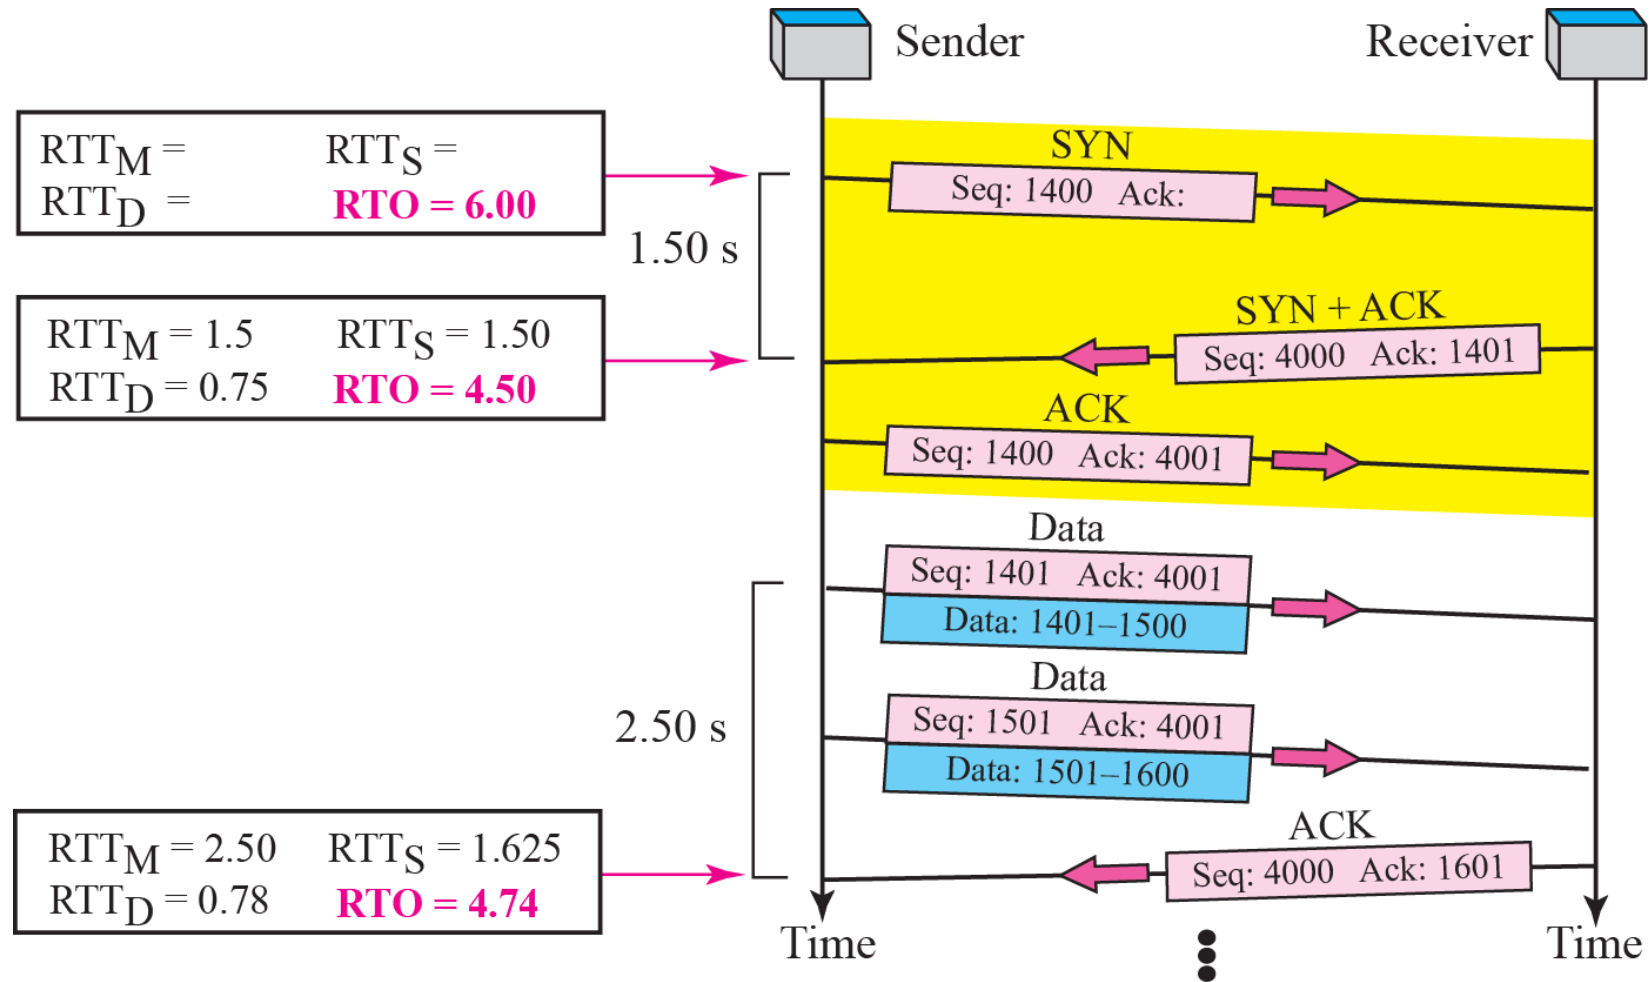 Sender
Receiver
RTTM = RTTS =
RTTD = RTO = 6.00
SYN
Seq: 1400 Ack:
1.50 s
SYN + ACK
Seq: 4000 Ack: 1401
RTTM = 1.5 RTTS = 1.50
RTTD = 0.75 RTO = 4.50
ACK
Seq: 1400 Ack: 4001
Data
Seq: 1401 Ack: 4001
Data: 1401–1500
2.50 s
Data
Seq: 1501 Ack: 4001
Data: 1501–1600
RTTM = 2.50 RTTS = 1.625
RTTD = 0.78 RTO = 4.74
ACK
Seq: 4000 Ack: 1601
Time
Time